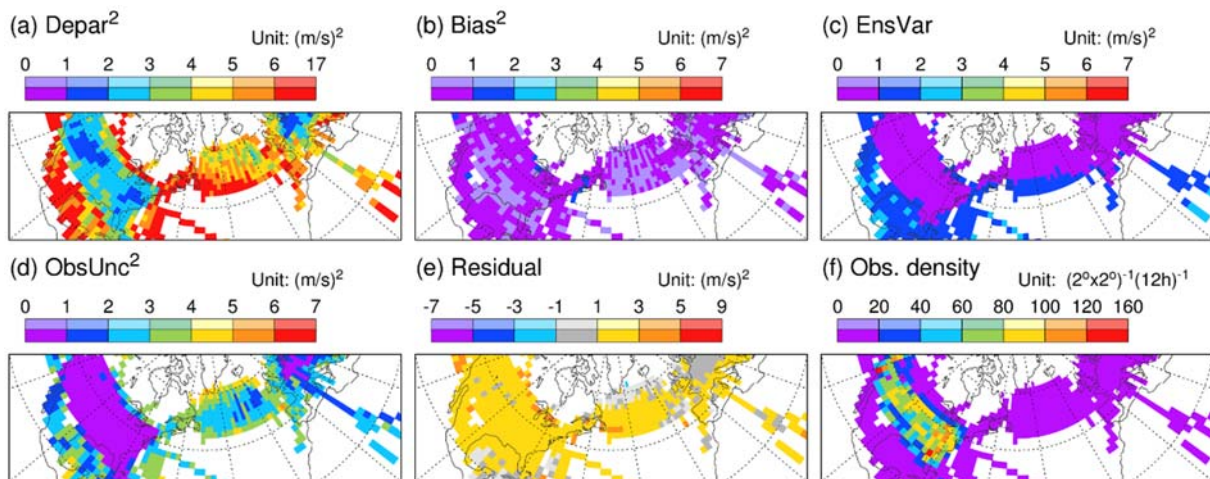 (a) Depar²
Unit: (m/s)²
0 1 2 3 4 5 6 17
(b) Bias²
Unit: (m/s)²
0 1 2 3 4 5 6 7
(c) EnsVar
Unit: (m/s)²
0 1 2 3 4 5 6 7
(d) ObsUnc²
Unit: (m/s)²
0 1 2 3 4 5 6 7
(e) Residual
Unit: (m/s)²
-7 -5 -3 -1 1 3 5 9
(f) Obs. density
Unit: (2ºx2º)⁻¹(12h)⁻¹
0 20 40 60 80 100 120 160